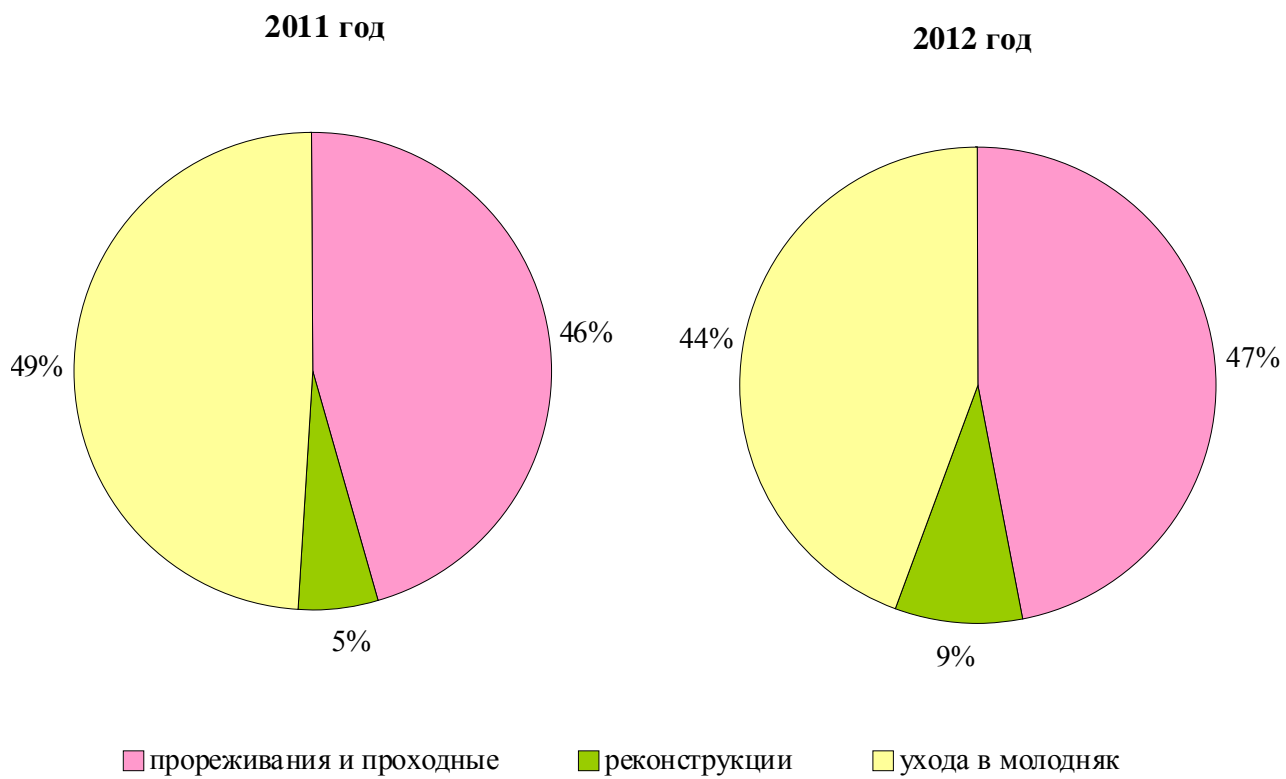 2011 год
2012 год
46%
49%
5%
44%
47%
9%
прореживания и проходные
реконструкции
ухода в молодняк